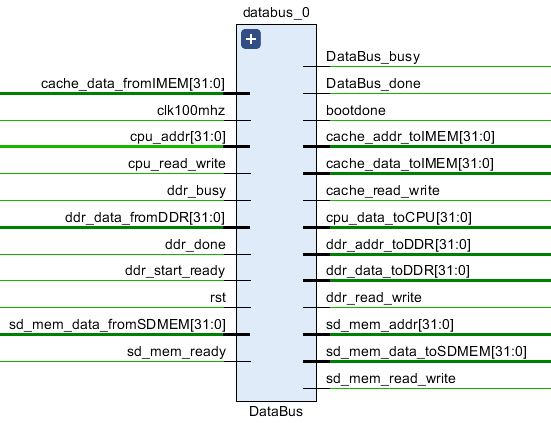 databus_0
cache_data_fromIMEM[31:0]
clk100mhz
cpu_addr[31:0]
cpu_read_write
ddr_busy
ddr_data_fromDDR[31:0]
ddr_done
ddr_start_ready
rst
sd_mem_data_fromSDMEM[31:0]
sd_mem_ready
DataBus_busy
DataBus_done
bootdone
cache_addr_toIMEM[31:0]
cache_data_toIMEM[31:0]
cache_read_write
cpu_data_toCPU[31:0]
ddr_addr_toDDR[31:0]
ddr_data_toDDR[31:0]
ddr_read_write
sd_mem_addr[31:0]
sd_mem_data_toSDMEM[31:0]
sd_mem_read_write
DataBus